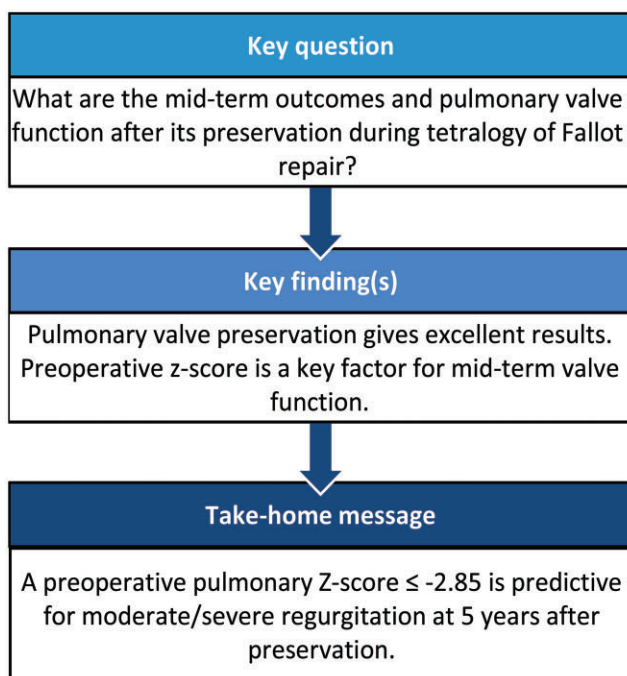 Key question
What are the mid-term outcomes and pulmonary valve
function after its preservation during tetralogy of Fallot
repair?
Key finding(s)
Pulmonary valve preservation gives excellent results.
Preoperative z-score is a key factor for mid-term valve
function.
Take-home message
A preoperative pulmonary Z-score ≤ -2.85 is predictive
for moderate/severe regurgitation at 5 years after
preservation.